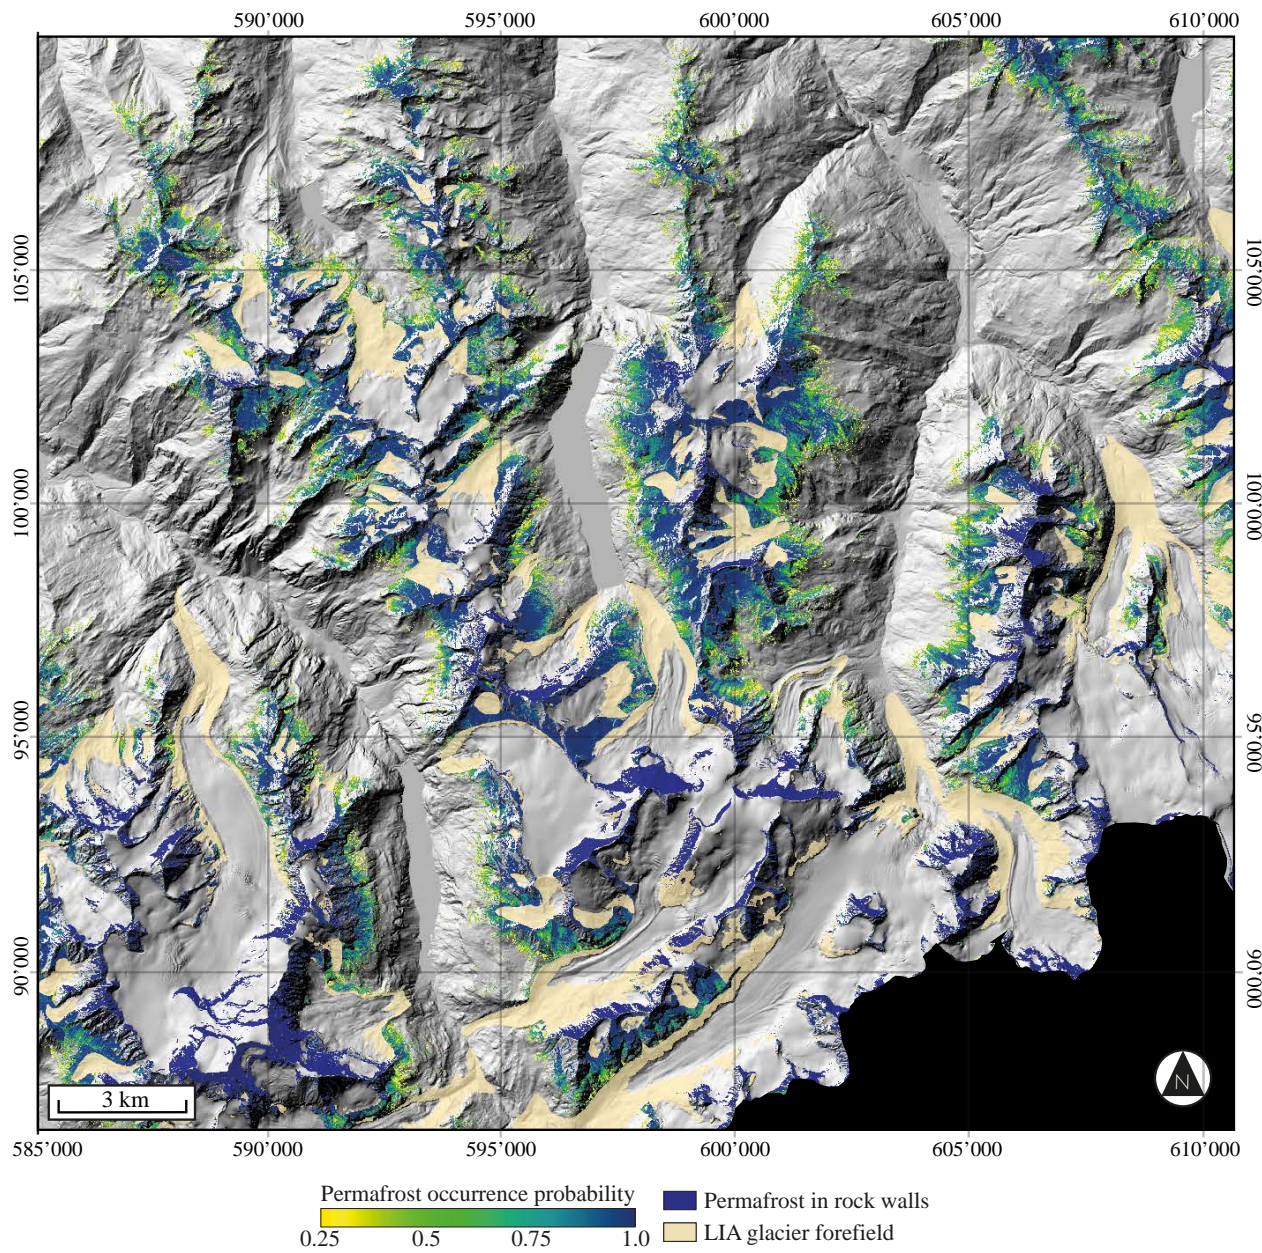 590’000 595’000 600’000 605’000 610’000
105’000 105’000
100’000 100’000
95’000 95’000
90’000 90’000
N
3 km
585’000 590’000 595’000 600’000 605’000 610’000
Permafrost occurrence probability
0.25 0.5 0.75 1.0
Permafrost in rock walls
LIA glacier forefield